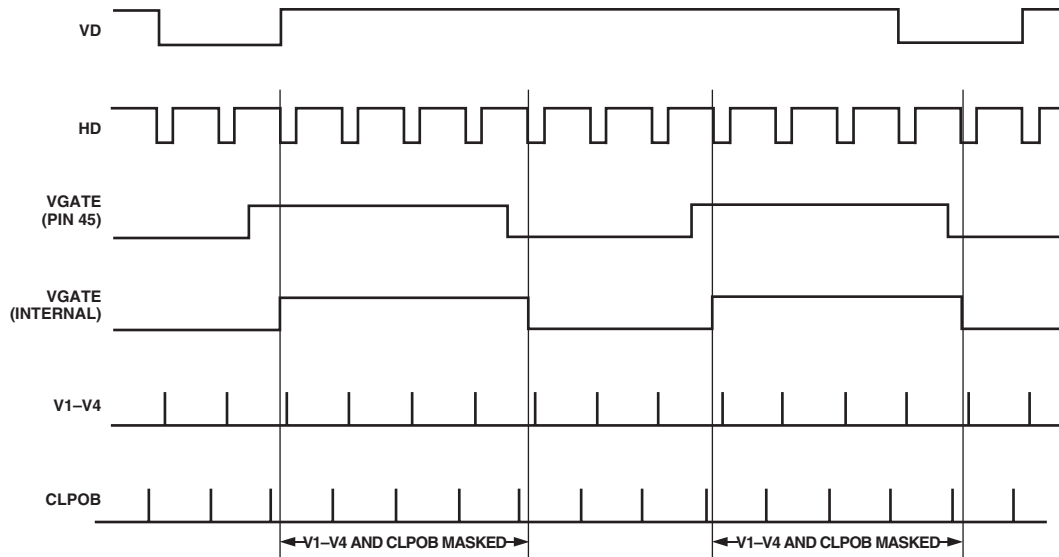 VD
HD
VGATE
(PIN 45)
VGATE
(INTERNAL)
V1–V4
CLPOB
V1–V4 AND CLPOB MASKED
V1–V4 AND CLPOB MASKED